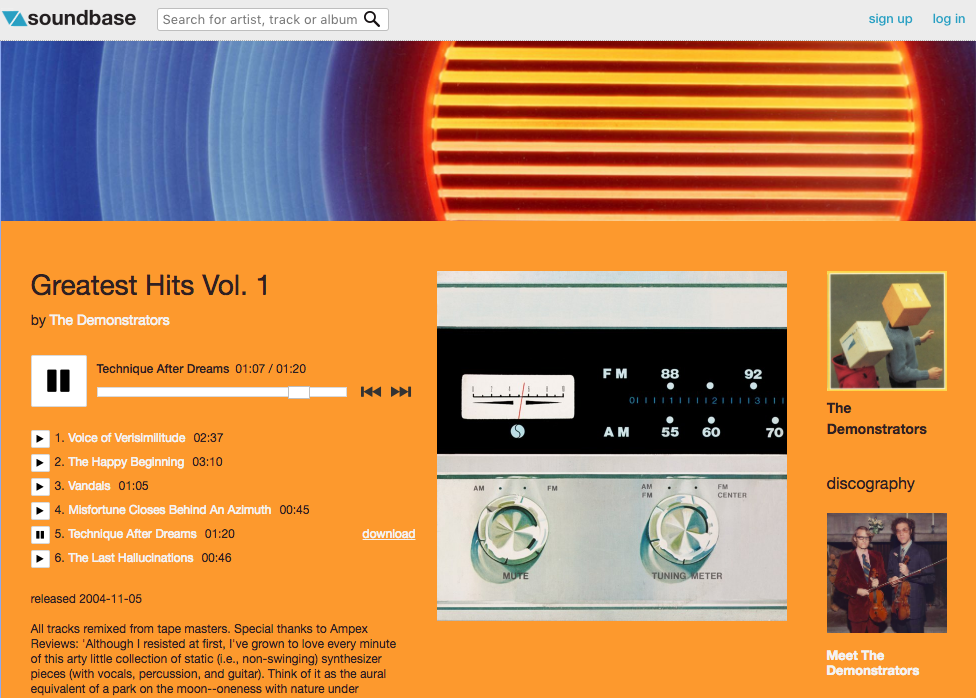 soundbase
Search for artist, track or album
sign up
log in
Greatest Hits Vol. 1
by The Demonstrators
Technique After Dreams 01:07 / 01:20
1. Voice of Verisimilitude 02:37
2. The Happy Beginning 03:10
3. Vandals 01:05
4. Misfortune Closes Behind An Azimuth 00:45
5. Technique After Dreams 01:20 download
6. The Last Hallucinations 00:46
released 2004-11-05
All tracks remixed from tape masters. Special thanks to Ampex
Reviews: 'Although I resisted at first, I've grown to love every minute
of this arty little collection of static (i.e., non-swinging) synthesizer
pieces (with vocals, percussion, and guitar). Think of it as the aural
equivalent of a park on the moon--oneness with nature under
FM 88 92
0 1 2 3
AM 55 60 70
AM FM
MUTE
AM
FM
FM
CENTER
TUNING METER
The
Demonstrators
discography
Meet The
Demonstrators